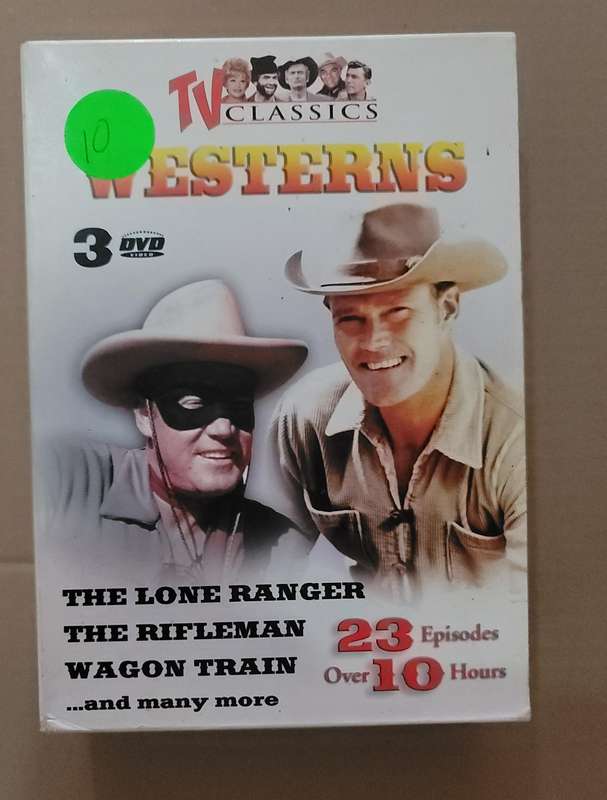 TV
CLASSICS
10
WESTERNS
3 DVD
VIDEO
THE LONE RANGER
THE RIFLEMAN
WAGON TRAIN
...and many more
23 Episodes
Over 10 Hours